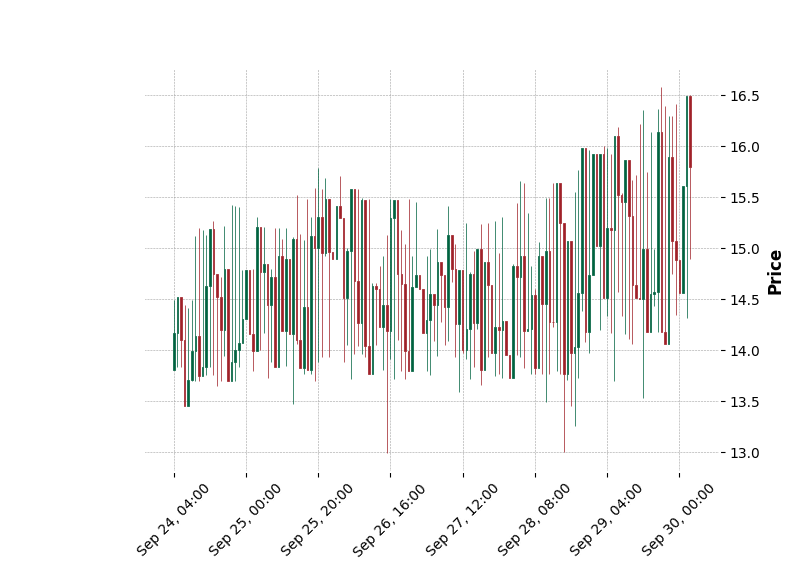 16.5
16.0
15.5
15.0
14.5
14.0
13.5
13.0
Price
Sep 24, 04:00
Sep 25, 00:00
Sep 25, 20:00
Sep 26, 16:00
Sep 27, 12:00
Sep 28, 08:00
Sep 29, 04:00
Sep 30, 00:00